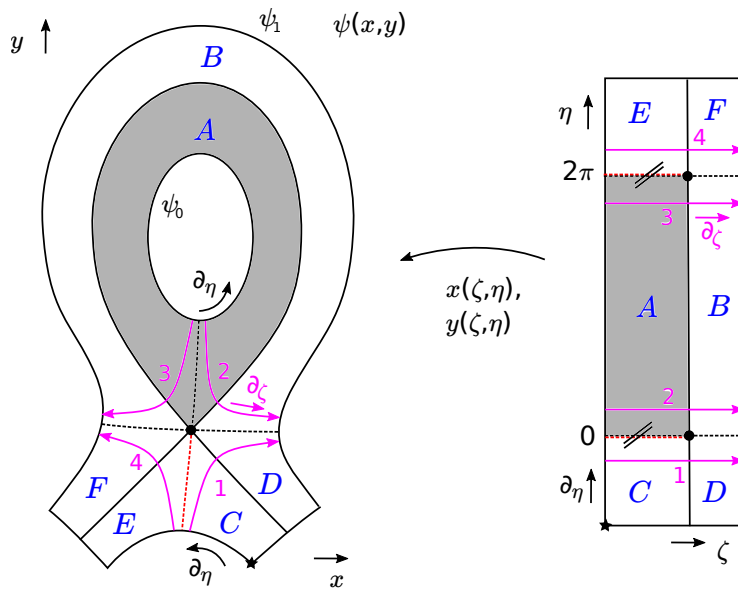 ψ₁ ψ(x,y)
y
B
A
ψ₀
∂η
3 2
∂ζ
4
1
F D
E C
∂η
x
x(ζ,η),
y(ζ,η)
η E F
4
2π
3 ∂ζ
A B
2
0
1
∂η C D
ζ